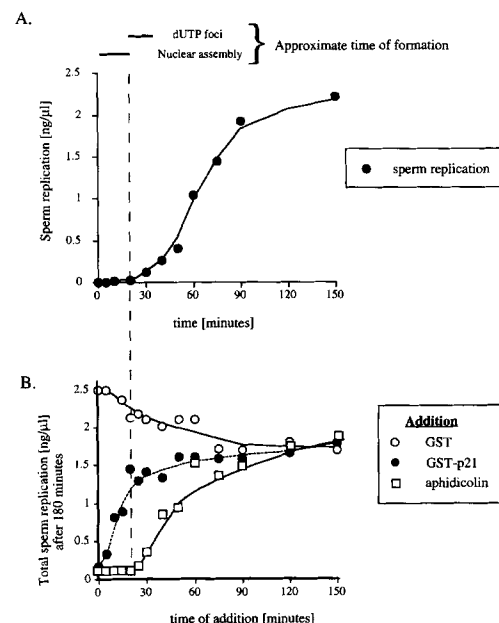 A.
dUTP foci
Nuclear assembly
Approximate time of formation
2.5
2
1.5
1
0.5
0
Sperm replication [ng/µl]
0 30 60 90 120 150
time [minutes]
sperm replication
B.
2.5
2
1.5
1
0.5
0
Total sperm replication [ng/µl]
after 180 minutes
0 30 60 90 120 150
time of addition [minutes]
Addition
GST
GST-p21
aphidicolin